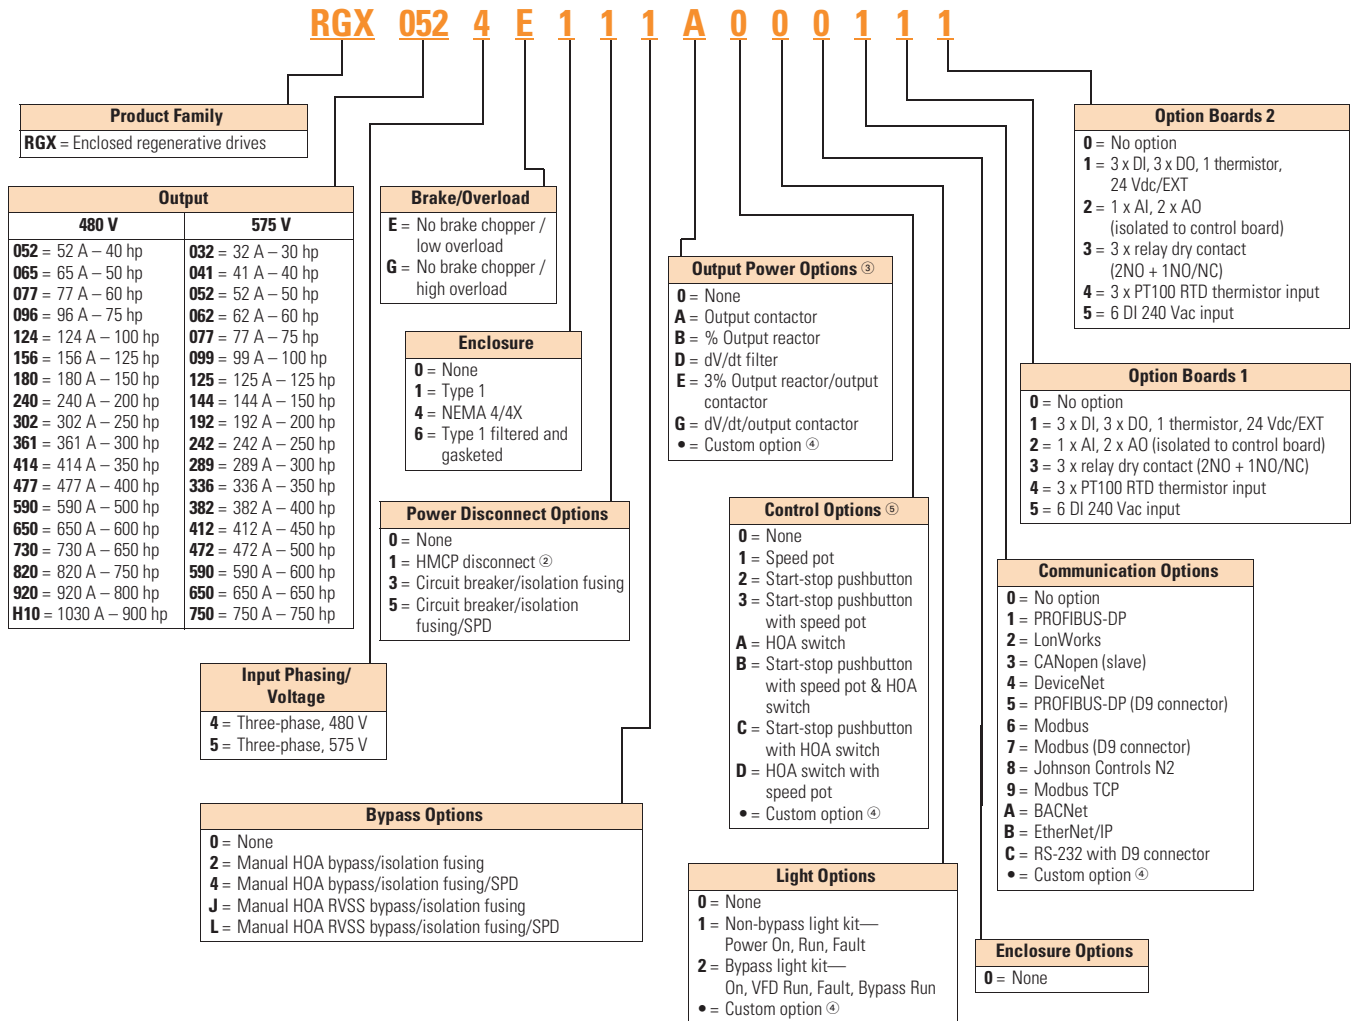 RGX 052 4 E 1 1 1 A 0 0 0 1 1 1
Product Family
RGX = Enclosed regenerative drives
Output
480 V
575 V
052 = 52 A – 40 hp
065 = 65 A – 50 hp
077 = 77 A – 60 hp
096 = 96 A – 75 hp
124 = 124 A – 100 hp
156 = 156 A – 125 hp
180 = 180 A – 150 hp
240 = 240 A – 200 hp
302 = 302 A – 250 hp
361 = 361 A – 300 hp
414 = 414 A – 350 hp
477 = 477 A – 400 hp
590 = 590 A – 500 hp
650 = 650 A – 600 hp
730 = 730 A – 650 hp
820 = 820 A – 750 hp
920 = 920 A – 800 hp
H10 = 1030 A – 900 hp
032 = 32 A – 30 hp
041 = 41 A – 40 hp
052 = 52 A – 50 hp
062 = 62 A – 60 hp
077 = 77 A – 75 hp
099 = 99 A – 100 hp
125 = 125 A – 125 hp
144 = 144 A – 150 hp
192 = 192 A – 200 hp
242 = 242 A – 250 hp
289 = 289 A – 300 hp
336 = 336 A – 350 hp
382 = 382 A – 400 hp
412 = 412 A – 450 hp
472 = 472 A – 500 hp
590 = 590 A – 600 hp
650 = 650 A – 650 hp
750 = 750 A – 750 hp
Input Phasing/
Voltage
4 = Three-phase, 480 V
5 = Three-phase, 575 V
Brake/Overload
E = No brake chopper /
low overload
G = No brake chopper /
high overload
Enclosure
0 = None
1 = Type 1
4 = NEMA 4/4X
6 = Type 1 filtered and
gasketed
Power Disconnect Options
0 = None
1 = HMCP disconnect ②
3 = Circuit breaker/isolation fusing
5 = Circuit breaker/isolation
fusing/SPD
Bypass Options
0 = None
2 = Manual HOA bypass/isolation fusing
4 = Manual HOA bypass/isolation fusing/SPD
J = Manual HOA RVSS bypass/isolation fusing
L = Manual HOA RVSS bypass/isolation fusing/SPD
Output Power Options ③
0 = None
A = Output contactor
B = % Output reactor
D = dV/dt filter
E = 3% Output reactor/output
contactor
G = dV/dt/output contactor
• = Custom option ④
Control Options ⑤
0 = None
1 = Speed pot
2 = Start-stop pushbutton
3 = Start-stop pushbutton
with speed pot
A = HOA switch
B = Start-stop pushbutton
with speed pot & HOA
switch
C = Start-stop pushbutton
with HOA switch
D = HOA switch with
speed pot
• = Custom option ④
Light Options
0 = None
1 = Non-bypass light kit—
Power On, Run, Fault
2 = Bypass light kit—
On, VFD Run, Fault, Bypass Run
• = Custom option ④
Enclosure Options
0 = None
Communication Options
0 = No option
1 = PROFIBUS-DP
2 = LonWorks
3 = CANopen (slave)
4 = DeviceNet
5 = PROFIBUS-DP (D9 connector)
6 = Modbus
7 = Modbus (D9 connector)
8 = Johnson Controls N2
9 = Modbus TCP
A = BACNet
B = EtherNet/IP
C = RS-232 with D9 connector
• = Custom option ④
Option Boards 1
0 = No option
1 = 3 x DI, 3 x DO, 1 thermistor, 24 Vdc/EXT
2 = 1 x AI, 2 x AO (isolated to control board)
3 = 3 x relay dry contact (2NO + 1NO/NC)
4 = 3 x PT100 RTD thermistor input
5 = 6 DI 240 Vac input
Option Boards 2
0 = No option
1 = 3 x DI, 3 x DO, 1 thermistor,
24 Vdc/EXT
2 = 1 x AI, 2 x AO
(isolated to control board)
3 = 3 x relay dry contact
(2NO + 1NO/NC)
4 = 3 x PT100 RTD thermistor input
5 = 6 DI 240 Vac input